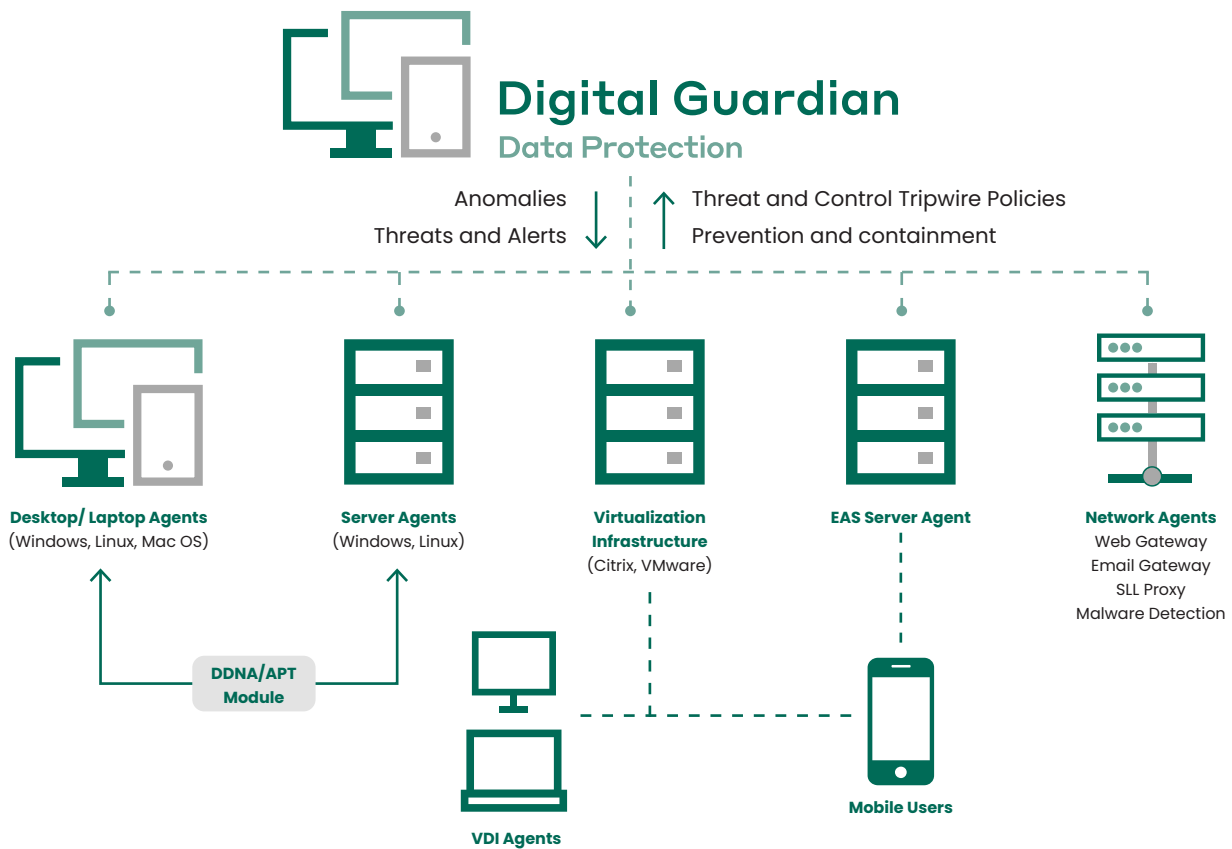 Digital Guardian
Data Protection
Anomalies
Threats and Alerts
Threat and Control Tripwire Policies
Prevention and containment
Desktop/ Laptop Agents
(Windows, Linux, Mac OS)
Server Agents
(Windows, Linux)
Virtualization
Infrastructure
(Citrix, VMware)
EAS Server Agent
Network Agents
Web Gateway
Email Gateway
SLL Proxy
Malware Detection
DDNA/APT
Module
VDI Agents
Mobile Users